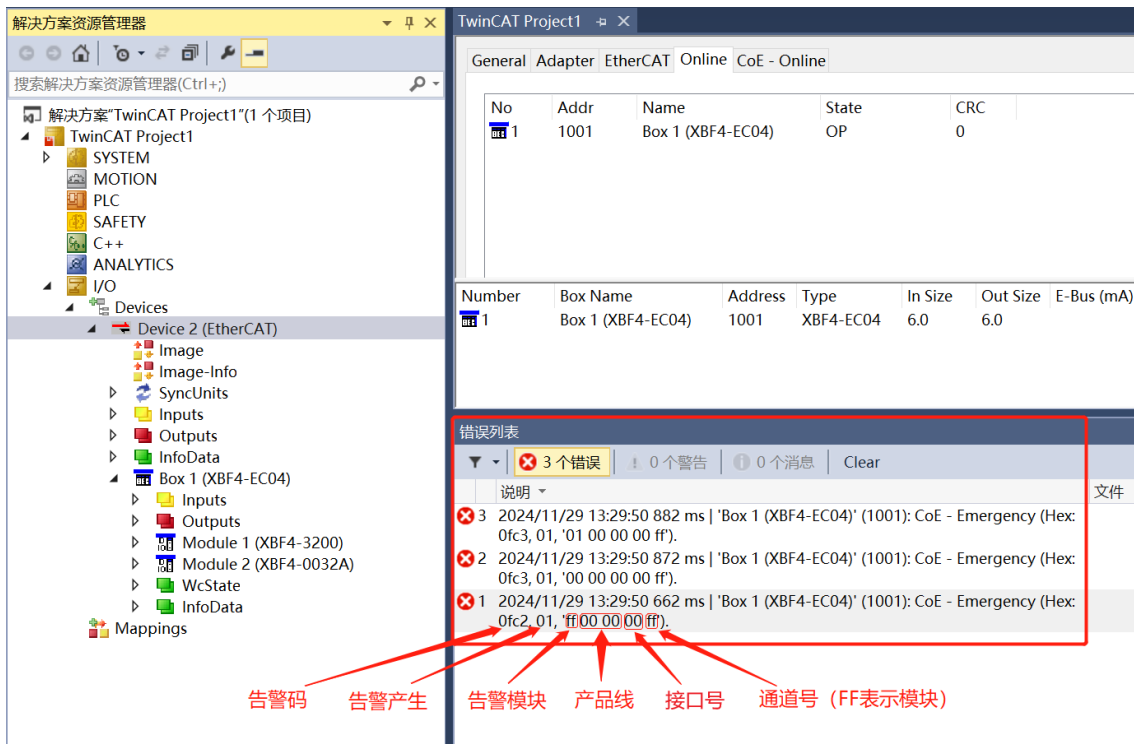 解决方案资源管理器
搜索解决方案资源管理器(Ctrl+;)
解决方案"TwinCAT Project1"(1 个项目)
TwinCAT Project1
SYSTEM
MOTION
PLC
SAFETY
C++
ANALYTICS
I/O
Devices
Device 2 (EtherCAT)
Image
Image-Info
SyncUnits
Inputs
Outputs
InfoData
Box 1 (XBF4-EC04)
Inputs
Outputs
Module 1 (XBF4-3200)
Module 2 (XBF4-0032A)
WcState
InfoData
Mappings
TwinCAT Project1
General Adapter EtherCAT Online CoE - Online
No Addr Name State CRC
1 1001 Box 1 (XBF4-EC04) OP 0
Number Box Name Address Type In Size Out Size E-Bus (mA)
1 Box 1 (XBF4-EC04) 1001 XBF4-EC04 6.0 6.0
错误列表
3 个错误 0 个警告 0 个消息 Clear
说明 文件
3 2024/11/29 13:29:50 882 ms | 'Box 1 (XBF4-EC04)' (1001): CoE - Emergency (Hex:
0fc3, 01, '01 00 00 00 ff').
2 2024/11/29 13:29:50 872 ms | 'Box 1 (XBF4-EC04)' (1001): CoE - Emergency (Hex:
0fc3, 01, '00 00 00 00 ff').
1 2024/11/29 13:29:50 662 ms | 'Box 1 (XBF4-EC04)' (1001): CoE - Emergency (Hex:
0fc2, 01, 'ff 00 00 00 ff').
告警码 告警产生 告警模块 产品线 接口号 通道号（FF表示模块）